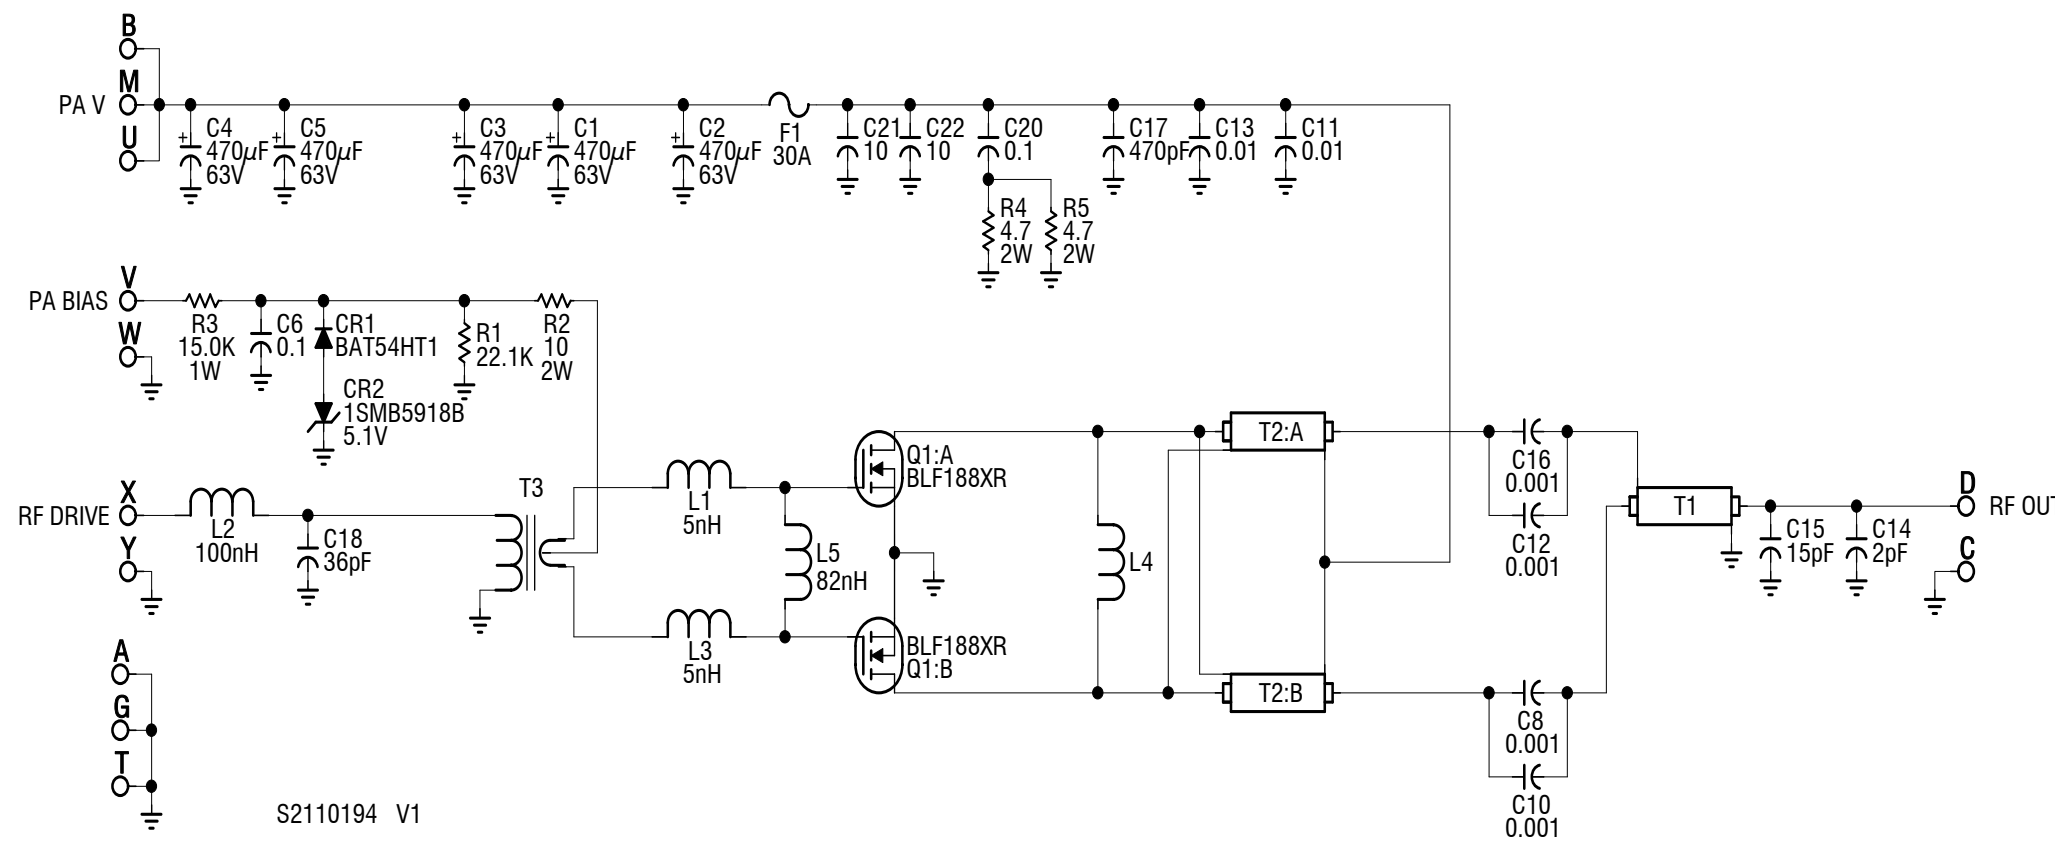 B
M
PA V
U
C4
470µF
63V
C5
470µF
63V
C3
470µF
63V
C1
470µF
63V
C2
470µF
63V
F1
30A
C21
10
C22
10
C20
0.1
C17
470pF
C13
0.01
C11
0.01
R4
4.7
2W
R5
4.7
2W
V
PA BIAS
W
R3
15.0K
1W
C6
0.1
CR1
BAT54HT1
CR2
1SMB5918B
5.1V
R1
22.1K
R2
10
2W
X
RF DRIVE
Y
L2
100nH
C18
36pF
T3
L1
5nH
L5
82nH
L3
5nH
Q1:A
BLF188XR
BLF188XR
Q1:B
L4
T2:A
T2:B
C16
0.001
C12
0.001
C8
0.001
C10
0.001
T1
C15
15pF
C14
2pF
D
RF OUT
C
A
G
T
S2110194 V1